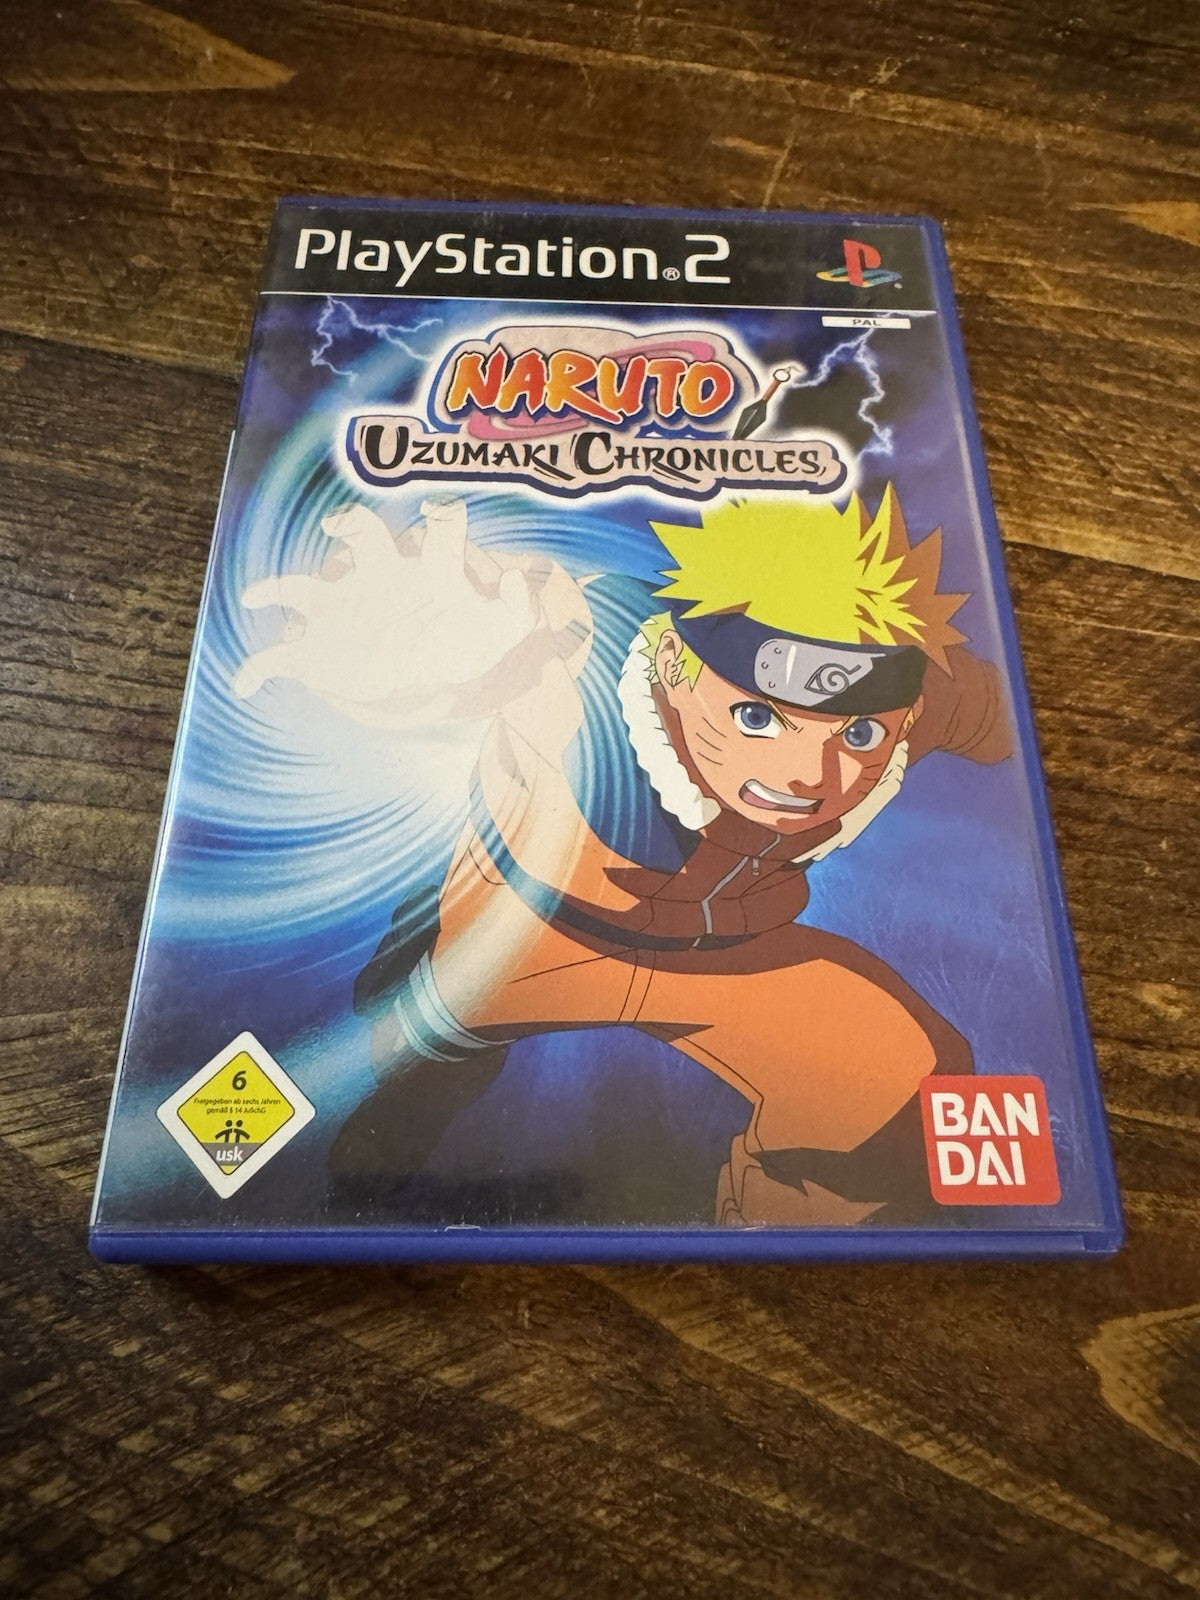 PlayStation®2
PAL
NARUTO
UZUMAKI CHRONICLES
6
Freigegeben ab sechs Jahren
gemäß § 14 JuSchG
usk
BAN
DAI